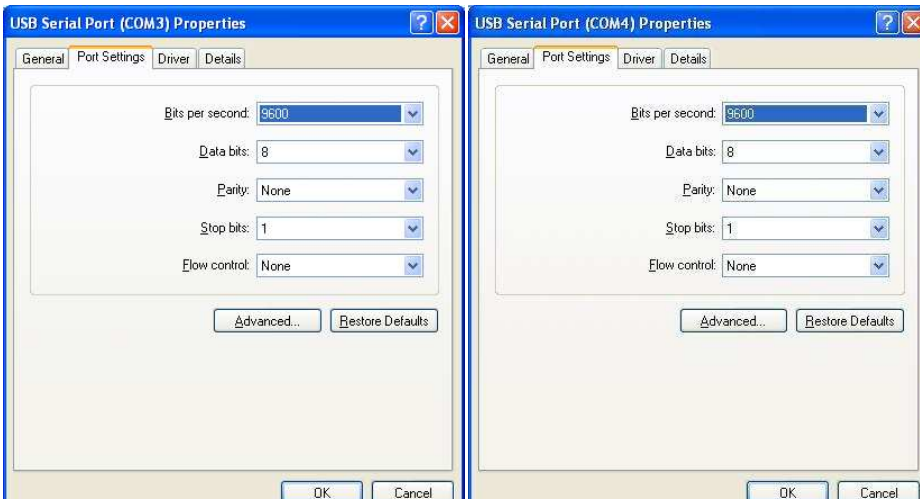 USB Serial Port (COM3) Properties
General Port Settings Driver Details
Bits per second: 9600
Data bits: 8
Parity: None
Stop bits: 1
Flow control: None
Advanced... Restore Defaults
OK Cancel
USB Serial Port (COM4) Properties
General Port Settings Driver Details
Bits per second: 9600
Data bits: 8
Parity: None
Stop bits: 1
Flow control: None
Advanced... Restore Defaults
OK Cancel